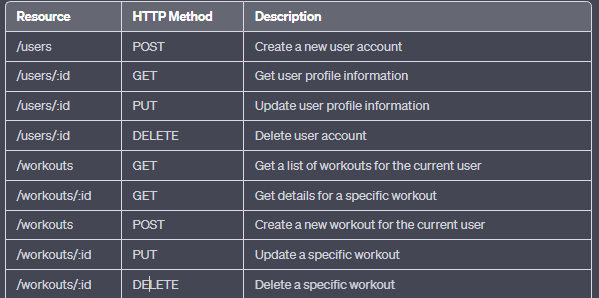 Resource HTTP Method Description
/users POST Create a new user account
/users/:id GET Get user profile information
/users/:id PUT Update user profile information
/users/:id DELETE Delete user account
/workouts GET Get a list of workouts for the current user
/workouts/:id GET Get details for a specific workout
/workouts POST Create a new workout for the current user
/workouts/:id PUT Update a specific workout
/workouts/:id DELETE Delete a specific workout